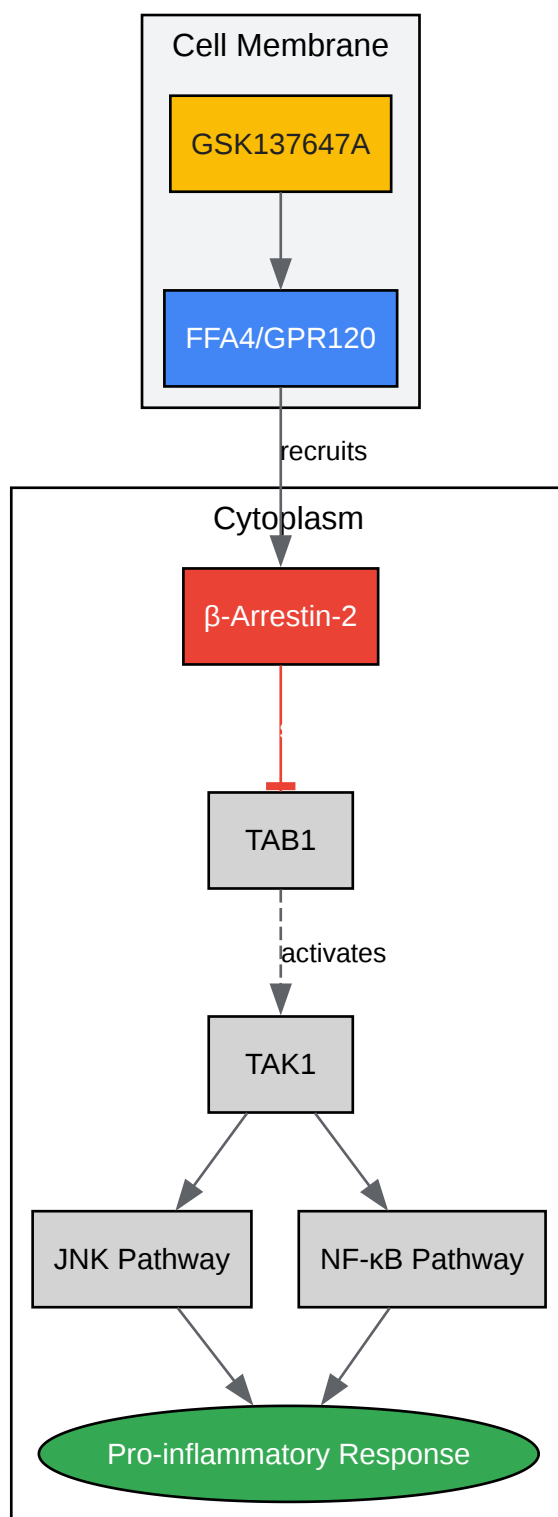 Cell Membrane
GSK137647A
FFA4/GPR120
recruits
Cytoplasm
β-Arrestin-2
TAB1
activates
TAK1
JNK Pathway
NF-κB Pathway
Pro-inflammatory Response